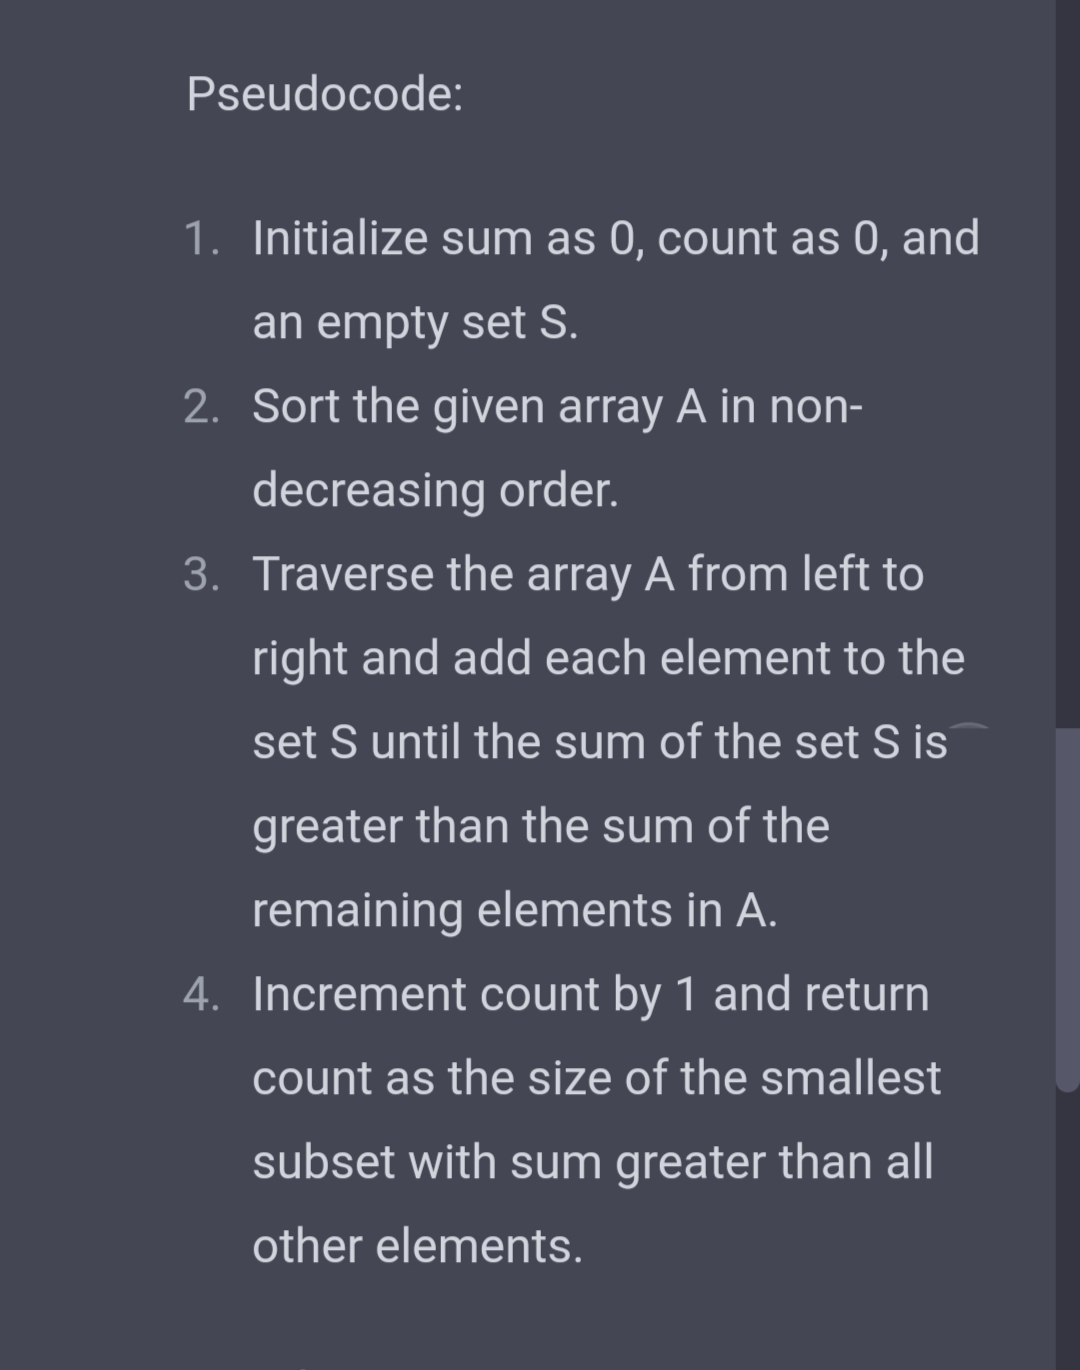 Pseudocode:
1. Initialize sum as 0, count as 0, and
an empty set S.
2. Sort the given array A in non-
decreasing order.
3. Traverse the array A from left to
right and add each element to the
set S until the sum of the set S is
greater than the sum of the
remaining elements in A.
4. Increment count by 1 and return
count as the size of the smallest
subset with sum greater than all
other elements.